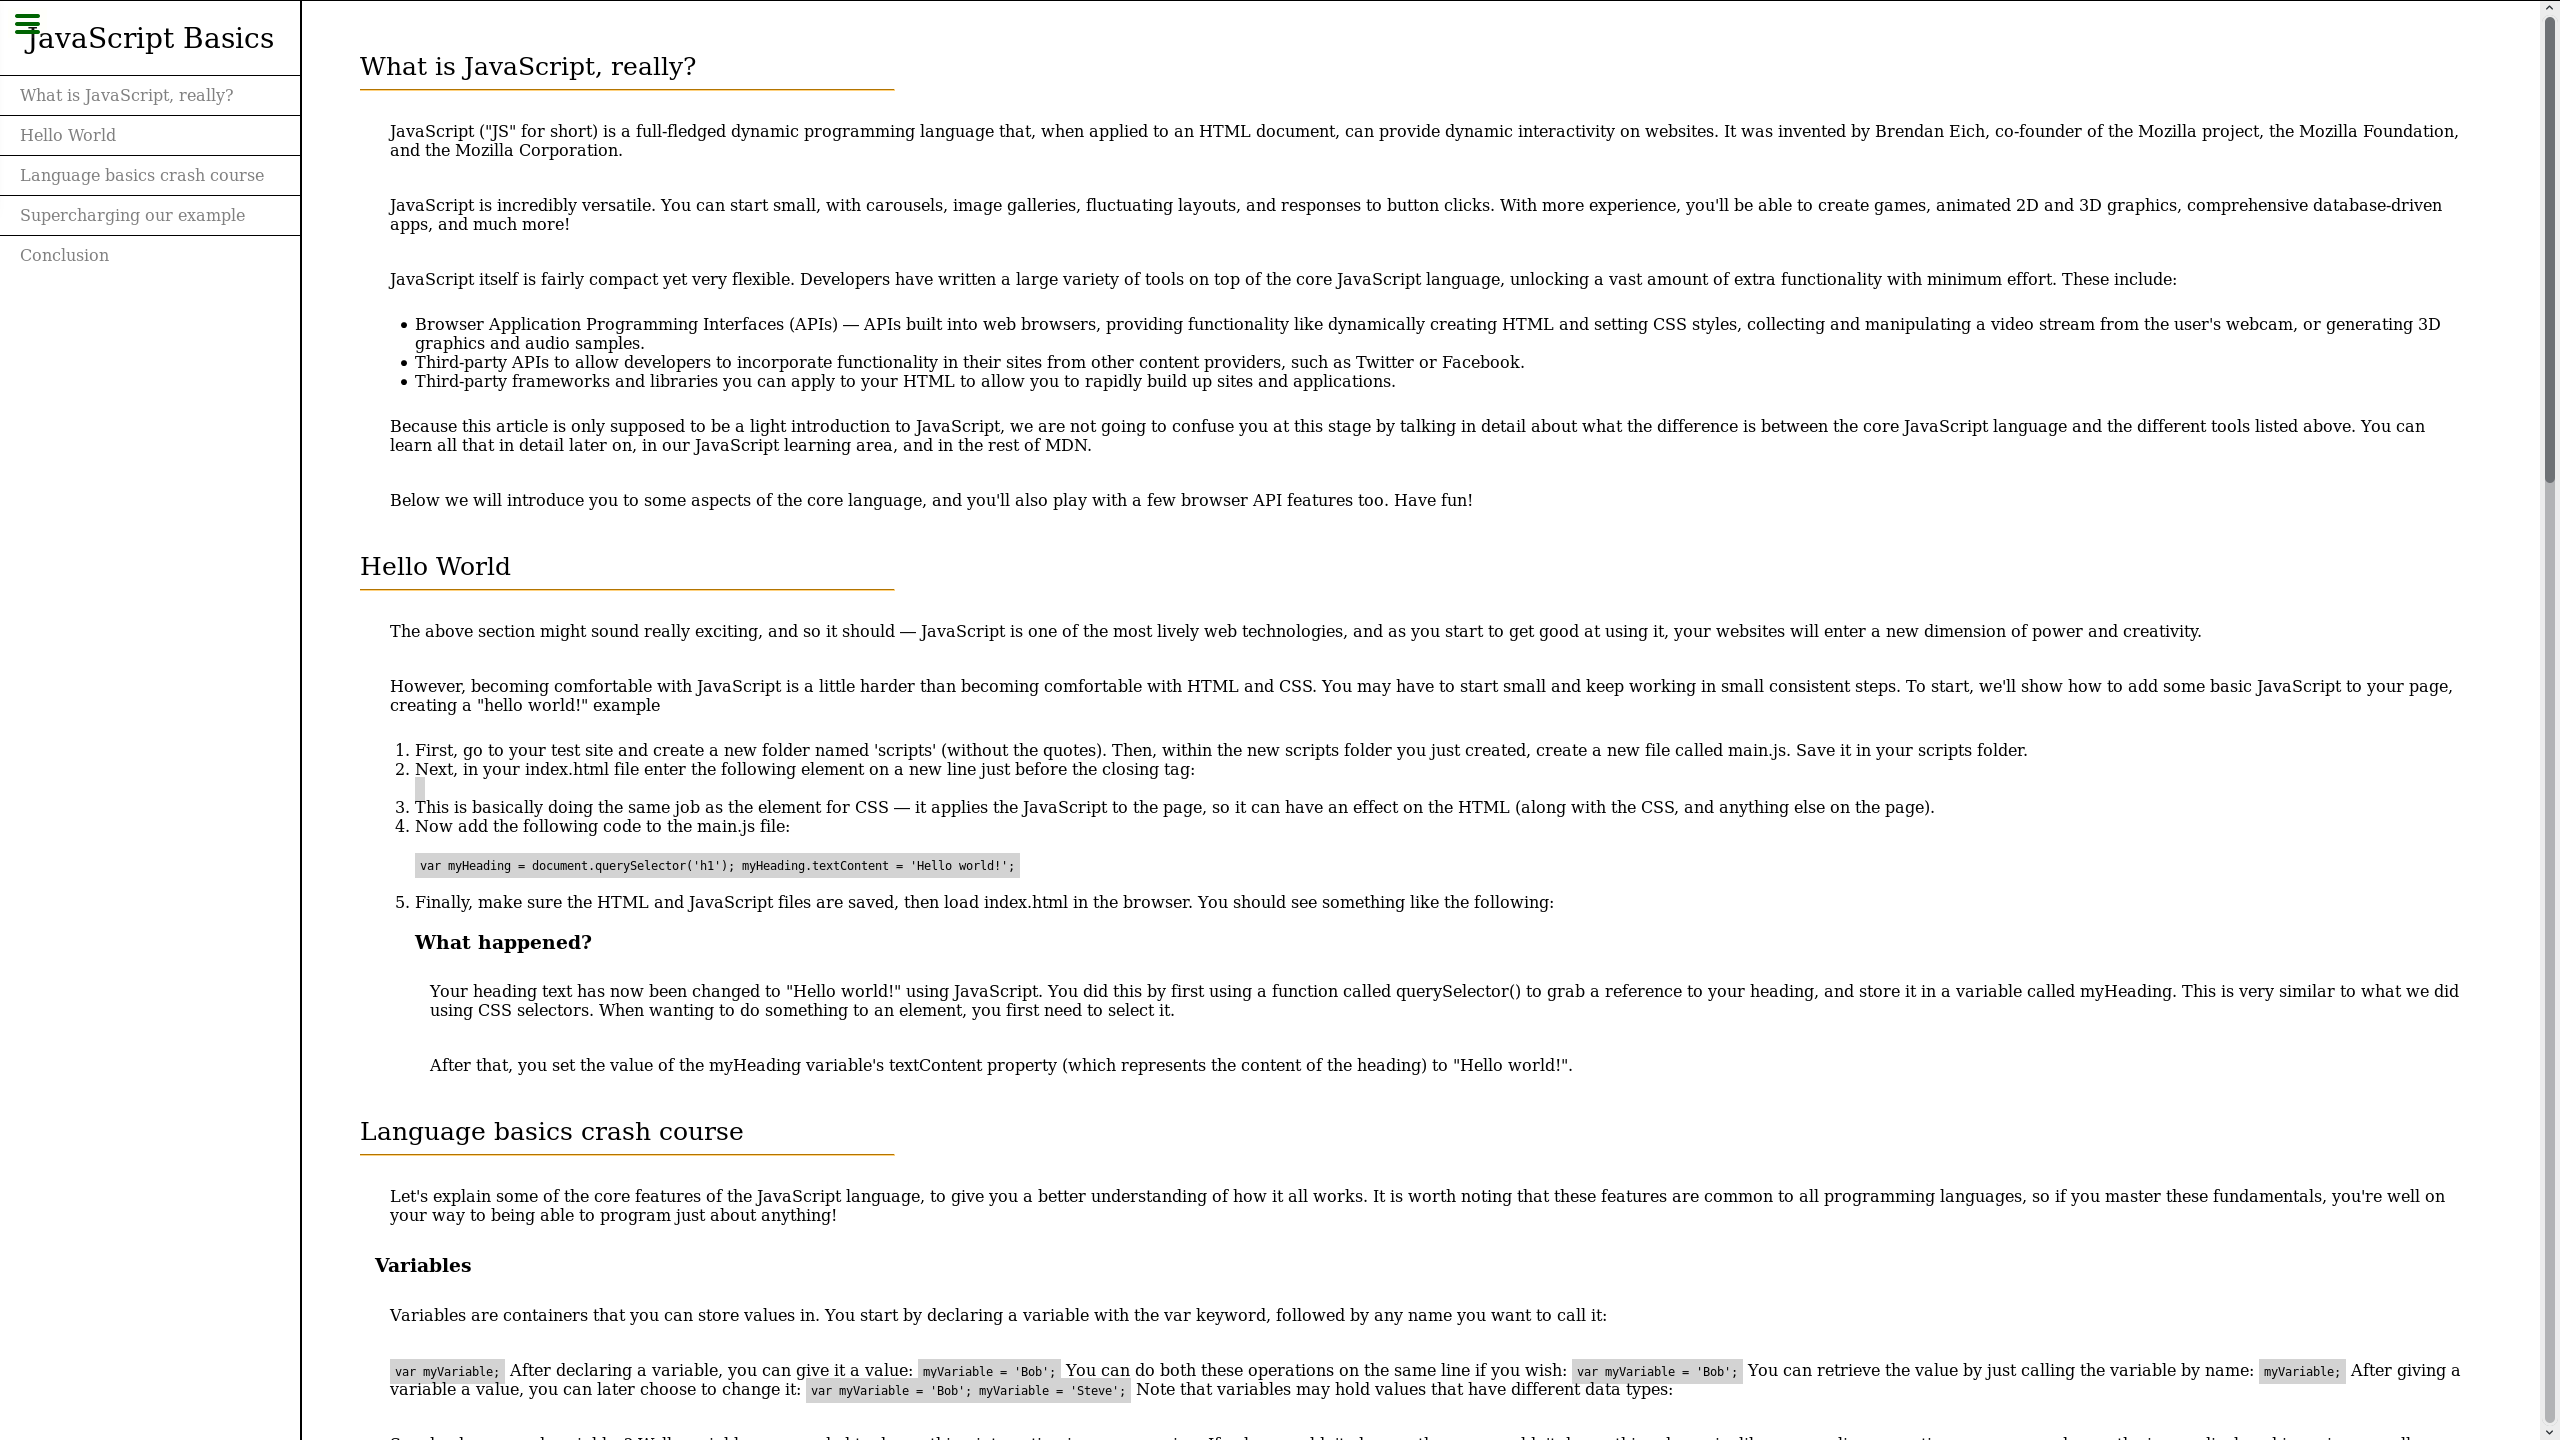 JavaScript Basics
What is JavaScript, really?
Hello World
Language basics crash course
Supercharging our example
Conclusion
What is JavaScript, really?
JavaScript ("JS" for short) is a full-fledged dynamic programming language that, when applied to an HTML document, can provide dynamic interactivity on websites. It was invented by Brendan Eich, co-founder of the Mozilla project, the Mozilla Foundation,
and the Mozilla Corporation.
JavaScript is incredibly versatile. You can start small, with carousels, image galleries, fluctuating layouts, and responses to button clicks. With more experience, you'll be able to create games, animated 2D and 3D graphics, comprehensive database-driven
apps, and much more!
JavaScript itself is fairly compact yet very flexible. Developers have written a large variety of tools on top of the core JavaScript language, unlocking a vast amount of extra functionality with minimum effort. These include:
• Browser Application Programming Interfaces (APIs) — APIs built into web browsers, providing functionality like dynamically creating HTML and setting CSS styles, collecting and manipulating a video stream from the user's webcam, or generating 3D
graphics and audio samples.
• Third-party APIs to allow developers to incorporate functionality in their sites from other content providers, such as Twitter or Facebook.
• Third-party frameworks and libraries you can apply to your HTML to allow you to rapidly build up sites and applications.
Because this article is only supposed to be a light introduction to JavaScript, we are not going to confuse you at this stage by talking in detail about what the difference is between the core JavaScript language and the different tools listed above. You can
learn all that in detail later on, in our JavaScript learning area, and in the rest of MDN.
Below we will introduce you to some aspects of the core language, and you'll also play with a few browser API features too. Have fun!
Hello World
The above section might sound really exciting, and so it should — JavaScript is one of the most lively web technologies, and as you start to get good at using it, your websites will enter a new dimension of power and creativity.
However, becoming comfortable with JavaScript is a little harder than becoming comfortable with HTML and CSS. You may have to start small and keep working in small consistent steps. To start, we'll show how to add some basic JavaScript to your page,
creating a "hello world!" example
1. First, go to your test site and create a new folder named 'scripts' (without the quotes). Then, within the new scripts folder you just created, create a new file called main.js. Save it in your scripts folder.
2. Next, in your index.html file enter the following element on a new line just before the closing tag:
3. This is basically doing the same job as the element for CSS — it applies the JavaScript to the page, so it can have an effect on the HTML (along with the CSS, and anything else on the page).
4. Now add the following code to the main.js file:
var myHeading = document.querySelector('h1'); myHeading.textContent = 'Hello world!';
5. Finally, make sure the HTML and JavaScript files are saved, then load index.html in the browser. You should see something like the following:
What happened?
Your heading text has now been changed to "Hello world!" using JavaScript. You did this by first using a function called querySelector() to grab a reference to your heading, and store it in a variable called myHeading. This is very similar to what we did
using CSS selectors. When wanting to do something to an element, you first need to select it.
After that, you set the value of the myHeading variable's textContent property (which represents the content of the heading) to "Hello world!".
Language basics crash course
Let's explain some of the core features of the JavaScript language, to give you a better understanding of how it all works. It is worth noting that these features are common to all programming languages, so if you master these fundamentals, you're well on
your way to being able to program just about anything!
Variables
Variables are containers that you can store values in. You start by declaring a variable with the var keyword, followed by any name you want to call it:
var myVariable; After declaring a variable, you can give it a value: myVariable = 'Bob'; You can do both these operations on the same line if you wish: var myVariable = 'Bob'; You can retrieve the value by just calling the variable by name: myVariable; After giving a
variable a value, you can later choose to change it: var myVariable = 'Bob'; myVariable = 'Steve'; Note that variables may hold values that have different data types: